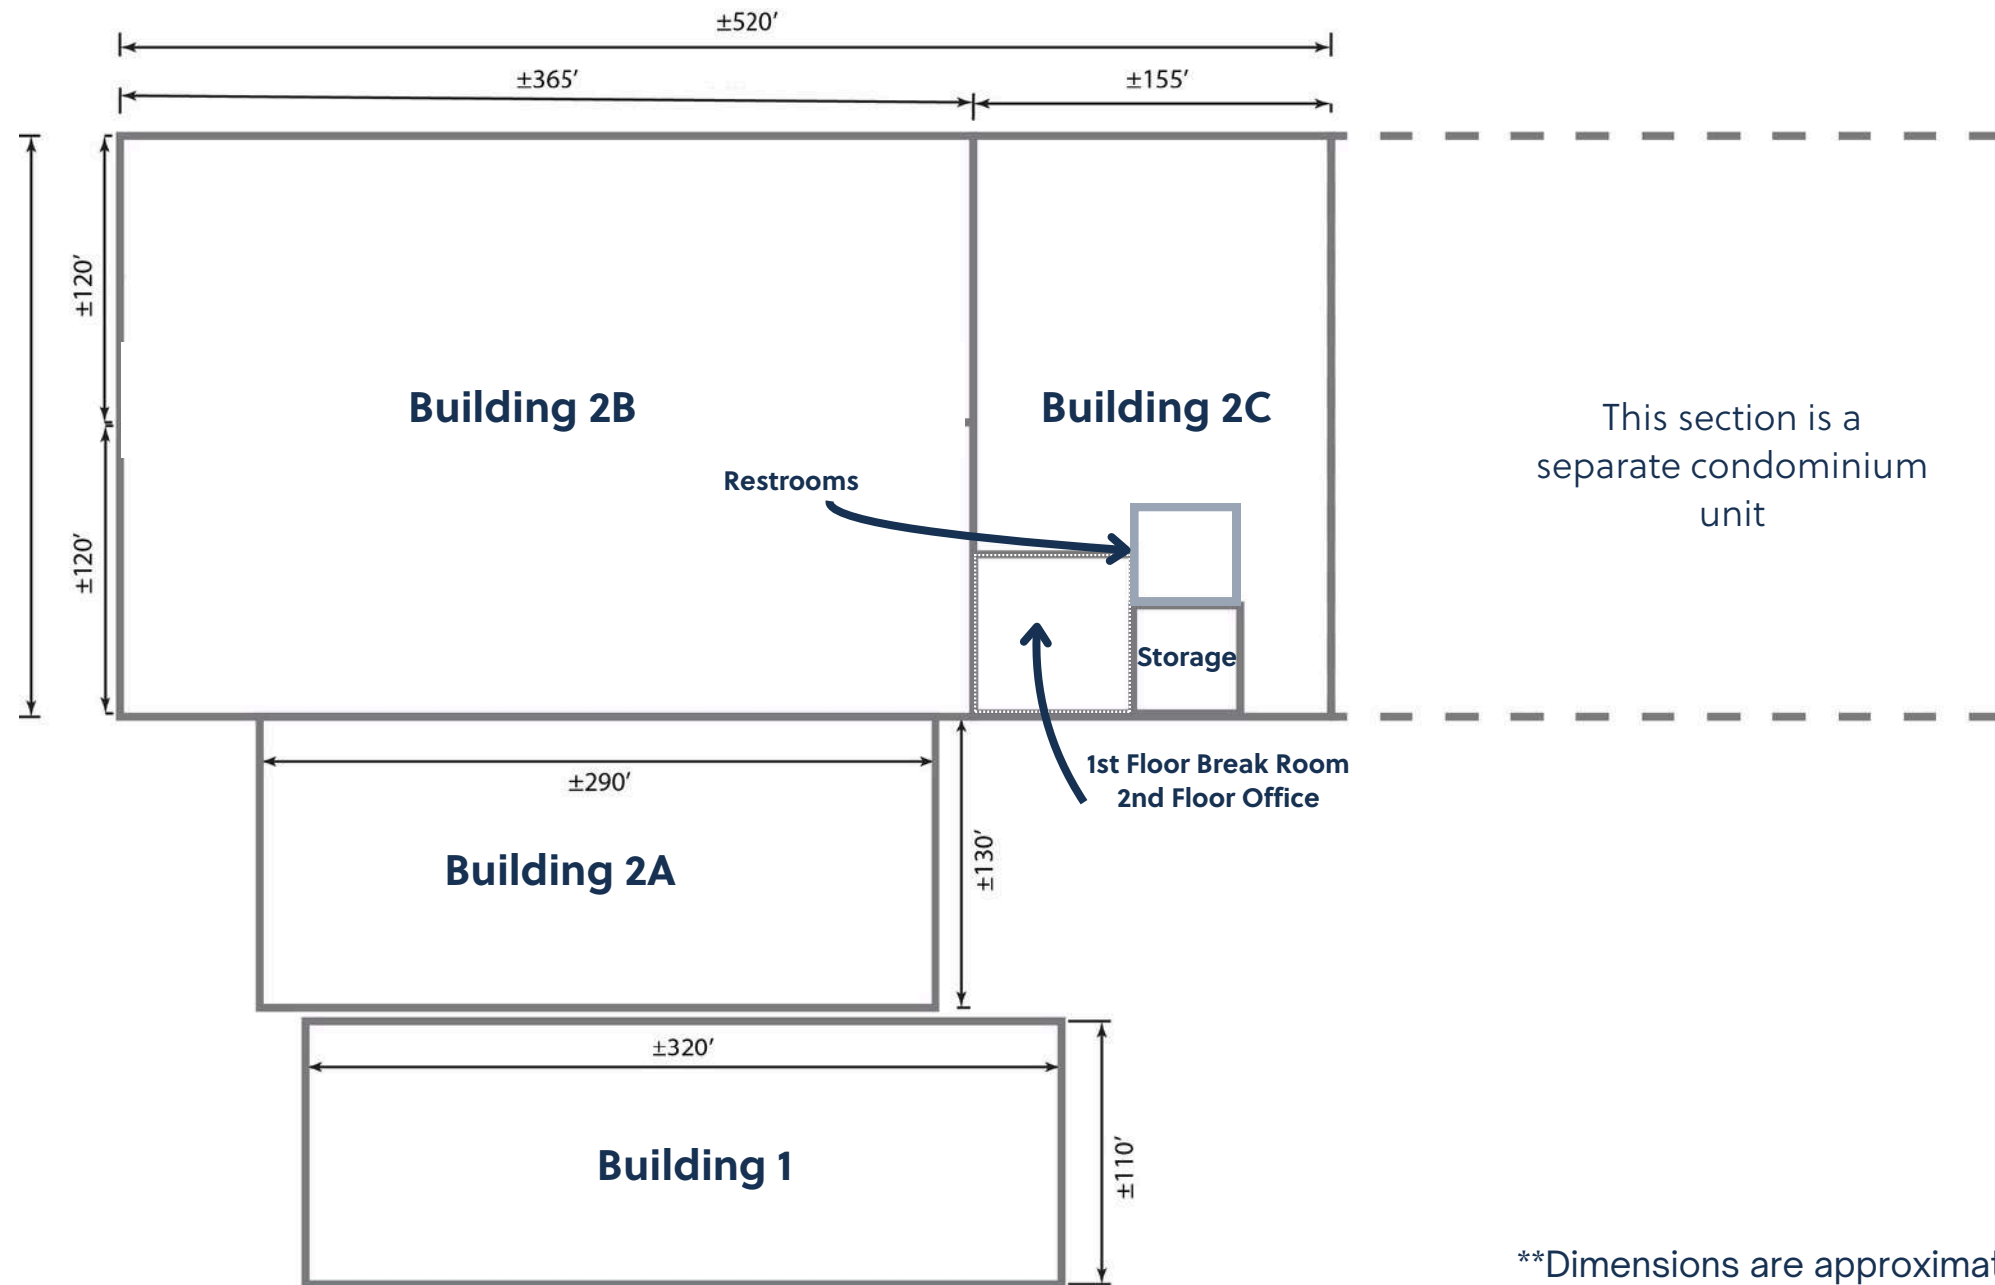 ±520’
±365’
±155’
±120’
Building 2B
Building 2C
This section is a
separate condominium
unit
Restrooms
±120’
Storage
1st Floor Break Room
2nd Floor Office
±290’
±130’
Building 2A
±320’
±110’
Building 1
**Dimensions are approximat